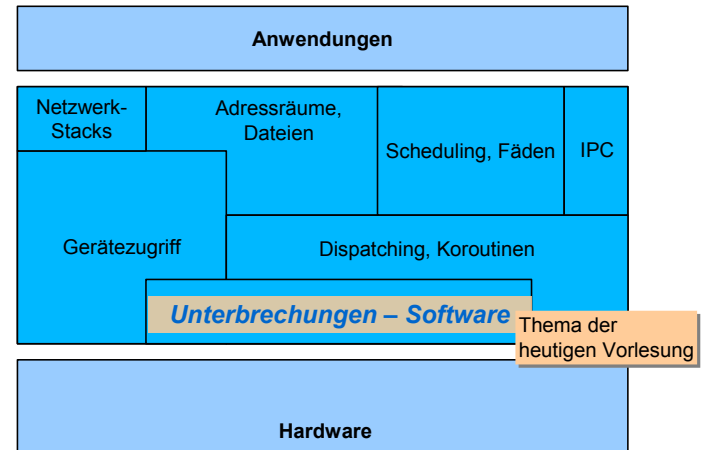 Anwendungen
Netzwerk-
Stacks
Adressräume,
Dateien
Scheduling, Fäden
IPC
Gerätezugriff
Dispatching, Koroutinen
Unterbrechungen – Software
Thema der
heutigen Vorlesung
Hardware